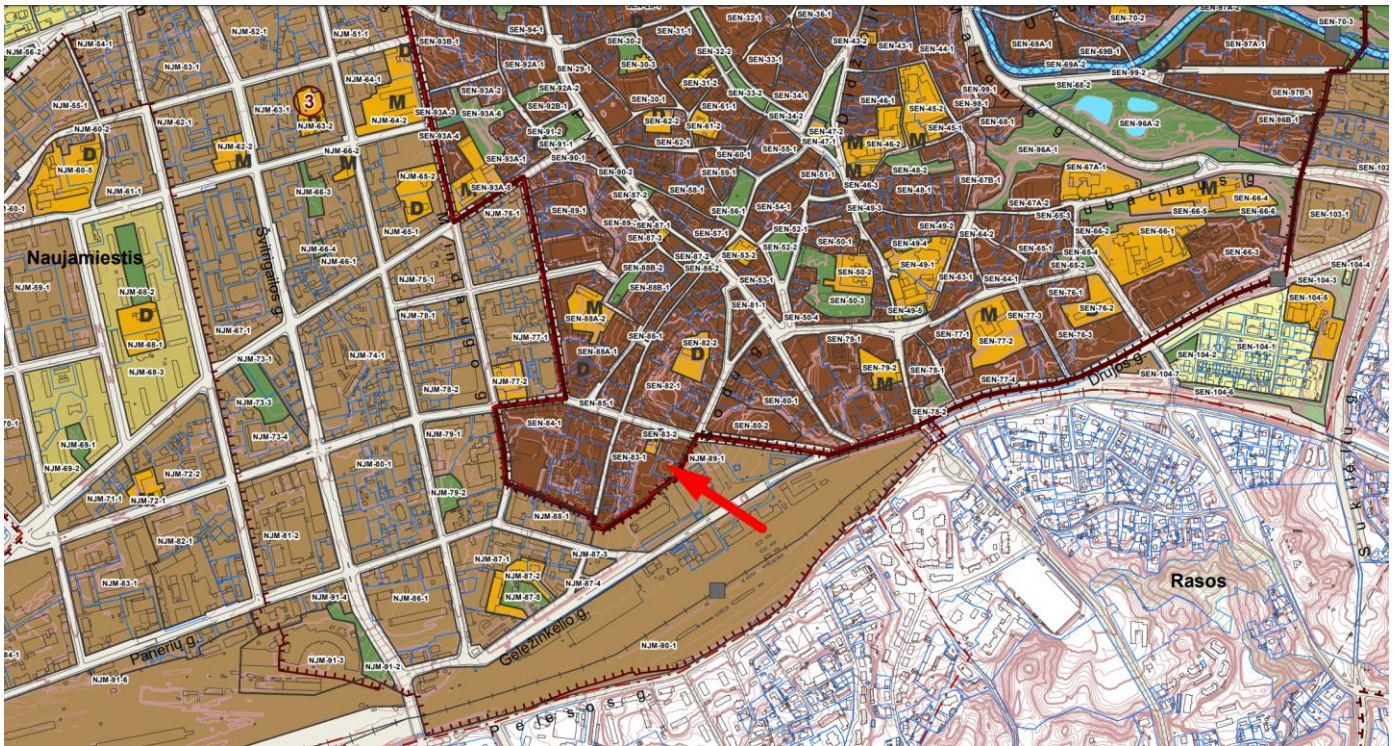 NJM-56-2
NJM-54-1
NJM-52-1
NJM-51-1
SEN-93B-1
SEN-94-1
SEN-30-2
SEN-31-1
SEN-32-1
SEN-36-1
SEN-43-2
SEN-43-1
SEN-44-1
SEN-70-2
SEN-97A-2
SEN-70-3
NJM-53-1
NJM-64-1
D
SEN-92A-1
SEN-29-1
SEN-30-3
SEN-32-2
SEN-33-1
SEN-69A-1
SEN-69B-1
SEN-69A-2
SEN-97A-1
SEN-99-2
D
NJM-55-1
NJM-62-1
NJM-63-1
3
NJM-63-2
M
NJM-64-2
SEN-93A-3
SEN-93A-2
SEN-93A-6
SEN-92A-2
SEN-92B-1
SEN-31-2
SEN-30-1
SEN-33-2
SEN-34-1
SEN-46-1
SEN-45-2
SEN-99-1
SEN-98-1
SEN-68-2
SEN-97B-1
NJM-60-2
D
NJM-60-5
NJM-62-2
M
NJM-66-2
M
SEN-93A-4
SEN-91-2
SEN-91-1
SEN-62-2
SEN-61-1
SEN-61-2
SEN-34-2
SEN-47-2
SEN-47-1
SEN-46-2
M
SEN-45-1
SEN-68-1
SEN-96A-2
SEN-96B-1
NJM-61-1
NJM-60-1
NJM-66-3
NJM-65-2
D
SEN-93A-1
M
SEN-93A-5
SEN-90-1
SEN-90-2
SEN-62-1
SEN-60-1
SEN-59-1
SEN-58-1
SEN-55-1
SEN-51-1
SEN-46-3
M
SEN-48-2
SEN-48-1
SEN-67B-1
SEN-96A-1
SEN-67A-1
SEN-67A-2
M
SEN-66-4
SEN-66-5
SEN-66-6
Naujamiestis
NJM-59-1
NJM-68-2
D
NJM-68-1
NJM-68-3
Švitrigailos g.
NJM-66-4
NJM-66-1
NJM-65-1
NJM-76-1
NJM-75-1
NJM-78-1
NJM-77-1
SEN-89-1
SEN-57-2
SEN-87-1
SEN-87-3
SEN-87-2
SEN-86-2
SEN-88B-2
SEN-88B-1
SEN-57-1
SEN-56-1
SEN-54-1
SEN-52-1
SEN-52-2
SEN-53-2
SEN-53-1
SEN-50-1
SEN-50-2
SEN-50-3
SEN-49-3
SEN-49-2
SEN-49-4
SEN-49-1
SEN-49-5
SEN-63-1
SEN-64-2
SEN-64-1
SEN-65-3
SEN-65-1
SEN-66-2
SEN-65-4
SEN-65-2
SEN-66-1
SEN-66-3
SEN-103-1
SEN-104-4
SEN-104-3
SEN-104-5
NJM-67-1
NJM-73-1
NJM-74-1
NJM-73-3
NJM-73-4
NJM-78-2
NJM-77-2
M
SEN-88A-2
SEN-88A-1
D
SEN-86-1
SEN-82-2
D
SEN-82-1
SEN-81-1
SEN-50-4
SEN-79-1
SEN-79-2
M
SEN-78-1
SEN-77-1
M
SEN-77-2
SEN-77-3
SEN-77-4
SEN-76-1
SEN-76-2
SEN-76-3
Drujos g.
SEN-104-2
SEN-104-1
SEN-104-6
NJM-69-1
NJM-69-2
NJM-72-2
NJM-71-1
NJM-72-1
NJM-80-1
NJM-79-1
NJM-79-2
SEN-84-1
SEN-85-1
SEN-83-2
SEN-83-1
SEN-80-1
SEN-80-2
SEN-78-2
NJM-89-1
NJM-81-2
NJM-82-1
NJM-83-1
NJM-88-1
NJM-87-1
NJM-87-2
NJM-87-3
NJM-87-4
NJM-87-5
NJM-86-1
NJM-91-4
NJM-91-3
NJM-91-2
NJM-91-6
NJM-90-1
Panerių g.
Geležinkelio g.
Pelesos g.
Rasos